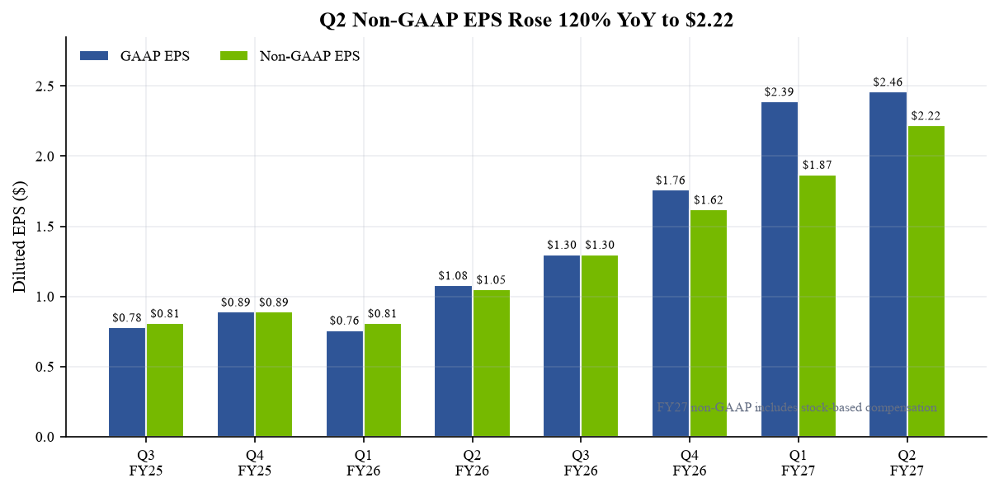 Q2 Non-GAAP EPS Rose 120% YoY to $2.22
GAAP EPS
Non-GAAP EPS
Diluted EPS ($)
2.5
2.0
1.5
1.0
0.5
0.0
$0.78
$0.81
$0.89
$0.89
$0.76
$0.81
$1.08
$1.05
$1.30
$1.30
$1.76
$1.62
$2.39
$1.87
$2.46
$2.22
FY27 non-GAAP includes stock-based compensation
Q3
FY25
Q4
FY25
Q1
FY26
Q2
FY26
Q3
FY26
Q4
FY26
Q1
FY27
Q2
FY27